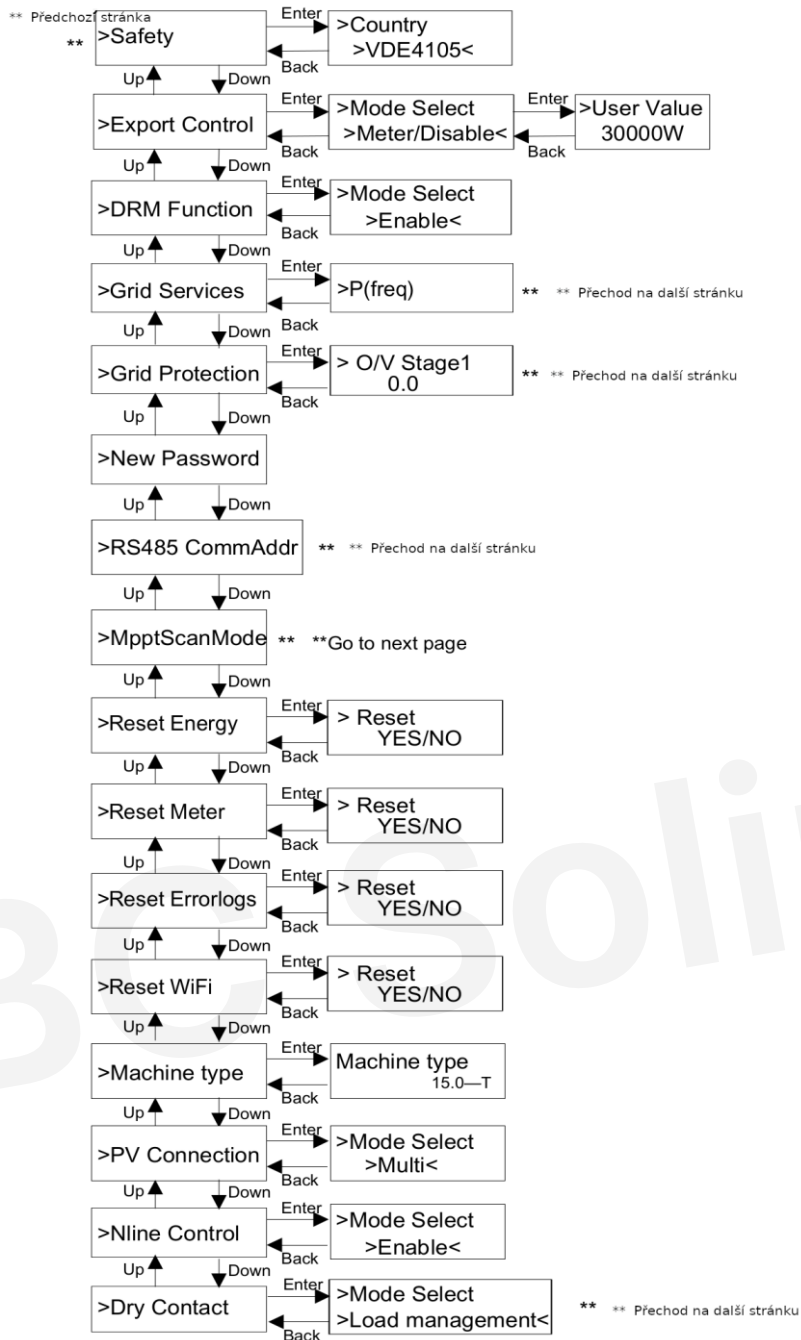 ** Předchozí stránka
** >Safety Enter >Country
>VDE4105<
Back
Up Down
>Export Control Enter >Mode Select Enter >User Value
>Meter/Disable< 30000W
Back Back
Up Down
>DRM Function Enter >Mode Select
>Enable<
Back
Up Down
>Grid Services Enter >P(freq) ** ** Přechod na další stránku
Back
Up Down
>Grid Protection Enter > O/V Stage1
0.0 ** ** Přechod na další stránku
Back
Up Down
>New Password
Up Down
>RS485 CommAddr ** ** Přechod na další stránku
Up Down
>MpptScanMode ** **Go to next page
Up Down
>Reset Energy Enter > Reset
YES/NO
Back
Up Down
>Reset Meter Enter > Reset
YES/NO
Back
Up Down
>Reset Errorlogs Enter > Reset
YES/NO
Back
Up Down
>Reset WiFi Enter > Reset
YES/NO
Back
Up Down
>Machine type Enter Machine type
15.0—T
Back
Up Down
>PV Connection Enter >Mode Select
>Multi<
Back
Up Down
>Nline Control Enter >Mode Select
>Enable<
Back
Up Down
>Dry Contact Enter >Mode Select
>Load management< ** ** Přechod na další stránku
Back